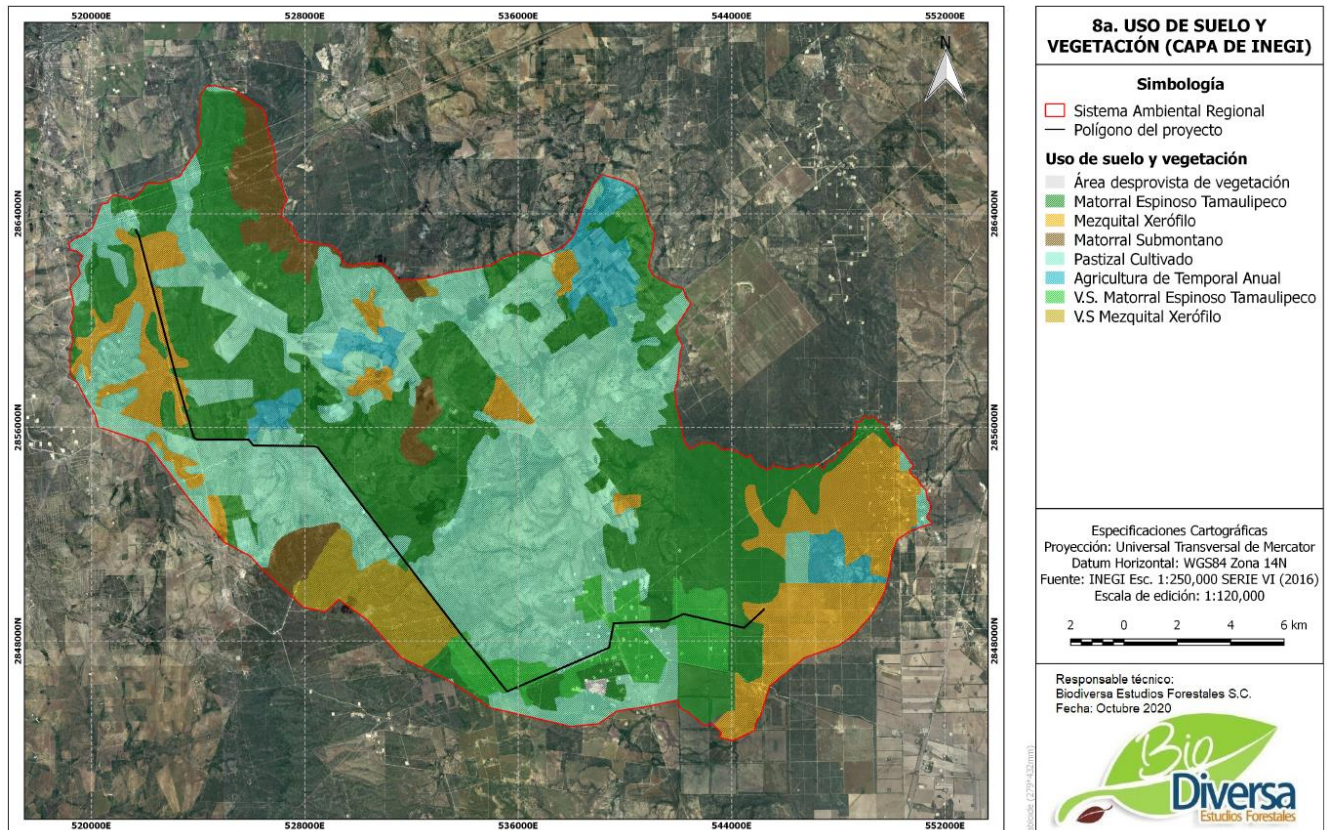 520000E
528000E
536000E
544000E
552000E
N
2864000N
2864000N
2856000N
2856000N
2848000N
2848000N
520000E
528000E
536000E
544000E
552000E
8a. USO DE SUELO Y
VEGETACIÓN (CAPA DE INEGI)
Simbología
Sistema Ambiental Regional
Polígono del proyecto
Uso de suelo y vegetación
Área desprovista de vegetación
Matorral Espinoso Tamaulipeco
Mezquital Xerófilo
Matorral Submontano
Pastizal Cultivado
Agricultura de Temporal Anual
V.S. Matorral Espinoso Tamaulipeco
V.S Mezquital Xerófilo
Especificaciones Cartográficas
Proyección: Universal Transversal de Mercator
Datum Horizontal: WGS84 Zona 14N
Fuente: INEGI Esc. 1:250,000 SERIE VI (2016)
Escala de edición: 1:120,000
2 0 2 4 6 km
Responsable técnico:
Biodiversa Estudios Forestales S.C.
Fecha: Octubre 2020
Bio
Diversa
Estudios Forestales
(279*432mm)